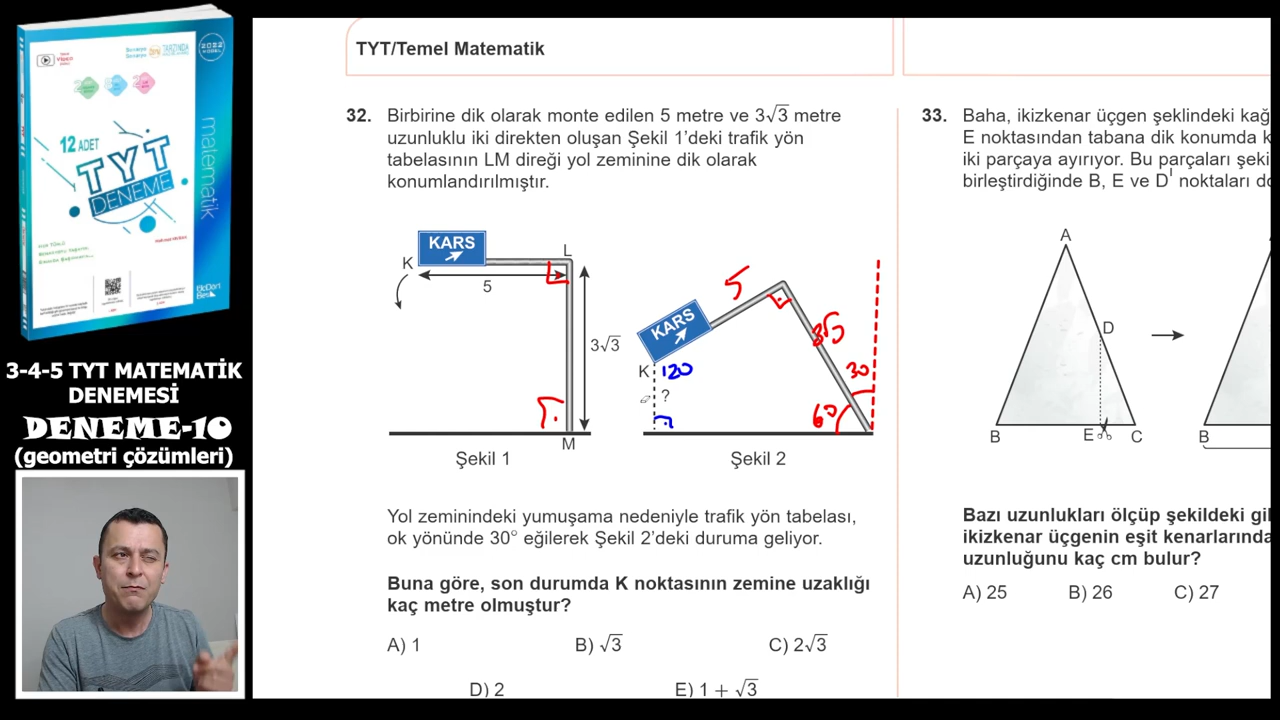 2022
TARZINDA
12 ADET
TYT
DENEME
matematik
3-4-5 TYT MATEMATİK
DENEMESİ
DENEME-10
(geometri çözümleri)
TYT/Temel Matematik
32. Birbirine dik olarak monte edilen 5 metre ve 3√3 metre
uzunluklu iki direkten oluşan Şekil 1'deki trafik yön
tabelasının LM direği yol zeminine dik olarak
konumlandırılmıştır.
KARS
K
L
5
3√3
M
Şekil 1
KARS
5
3√3
K
120
?
30
60
Şekil 2
Yol zeminindeki yumuşama nedeniyle trafik yön tabelası,
ok yönünde 30° eğilerek Şekil 2'deki duruma geliyor.
Buna göre, son durumda K noktasının zemine uzaklığı
kaç metre olmuştur?
A) 1 B) √3 C) 2√3
D) 2 E) 1 + √3
33. Baha, ikizkenar üçgen şeklindeki kağ
E noktasından tabana dik konumda k
iki parçaya ayırıyor. Bu parçaları şeki
birleştirdiğinde B, E ve D' noktaları do
A
D
B E C B
Bazı uzunlukları ölçüp şekildeki gi
ikizkenar üçgenin eşit kenarlarında
uzunluğunu kaç cm bulur?
A) 25 B) 26 C) 27